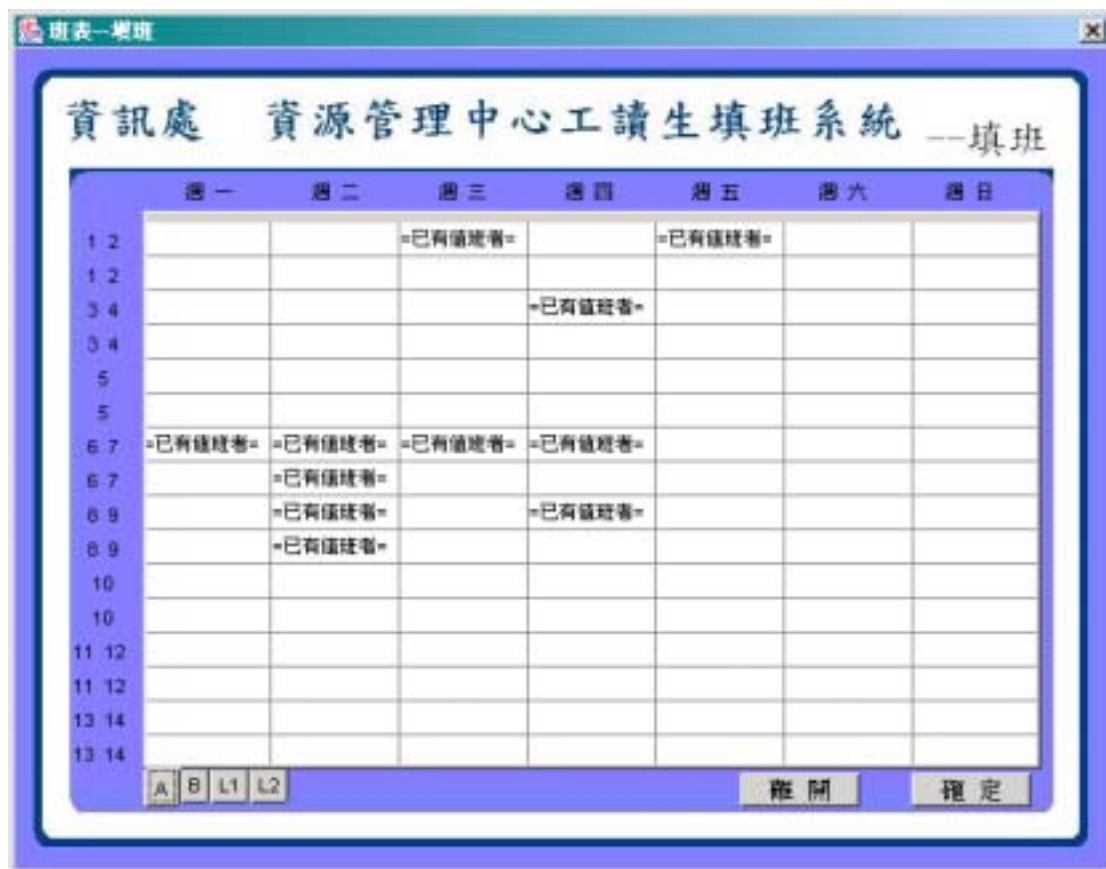 班表--填班
資訊處 資源管理中心工讀生填班系統 --填班
週一 週二 週三 週四 週五 週六 週日
1 2 =已有值班者= =已有值班者=
1 2
3 4 =已有值班者=
3 4
5
5
6 7 =已有值班者= =已有值班者= =已有值班者= =已有值班者=
6 7 =已有值班者=
8 9 =已有值班者= =已有值班者=
8 9 =已有值班者=
10
10
11 12
11 12
13 14
13 14
A B L1 L2 離開 確定